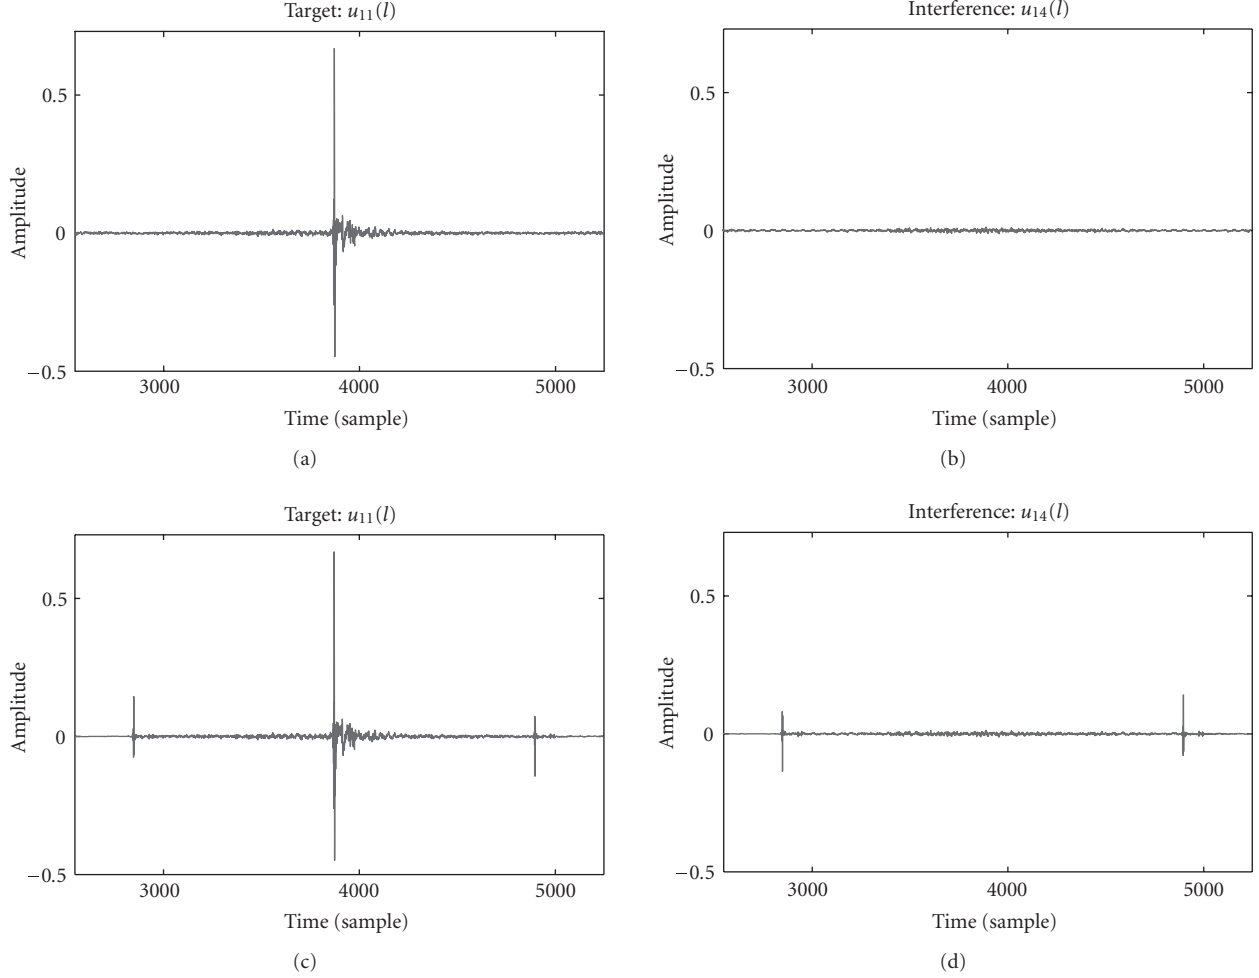 Target: u₁₁(l)
0.5
0
−0.5
Amplitude
3000 4000 5000
Time (sample)
(a)
Interference: u₁₄(l)
0.5
0
−0.5
Amplitude
3000 4000 5000
Time (sample)
(b)
Target: u₁₁(l)
0.5
0
−0.5
Amplitude
3000 4000 5000
Time (sample)
(c)
Interference: u₁₄(l)
0.5
0
−0.5
Amplitude
3000 4000 5000
Time (sample)
(d)